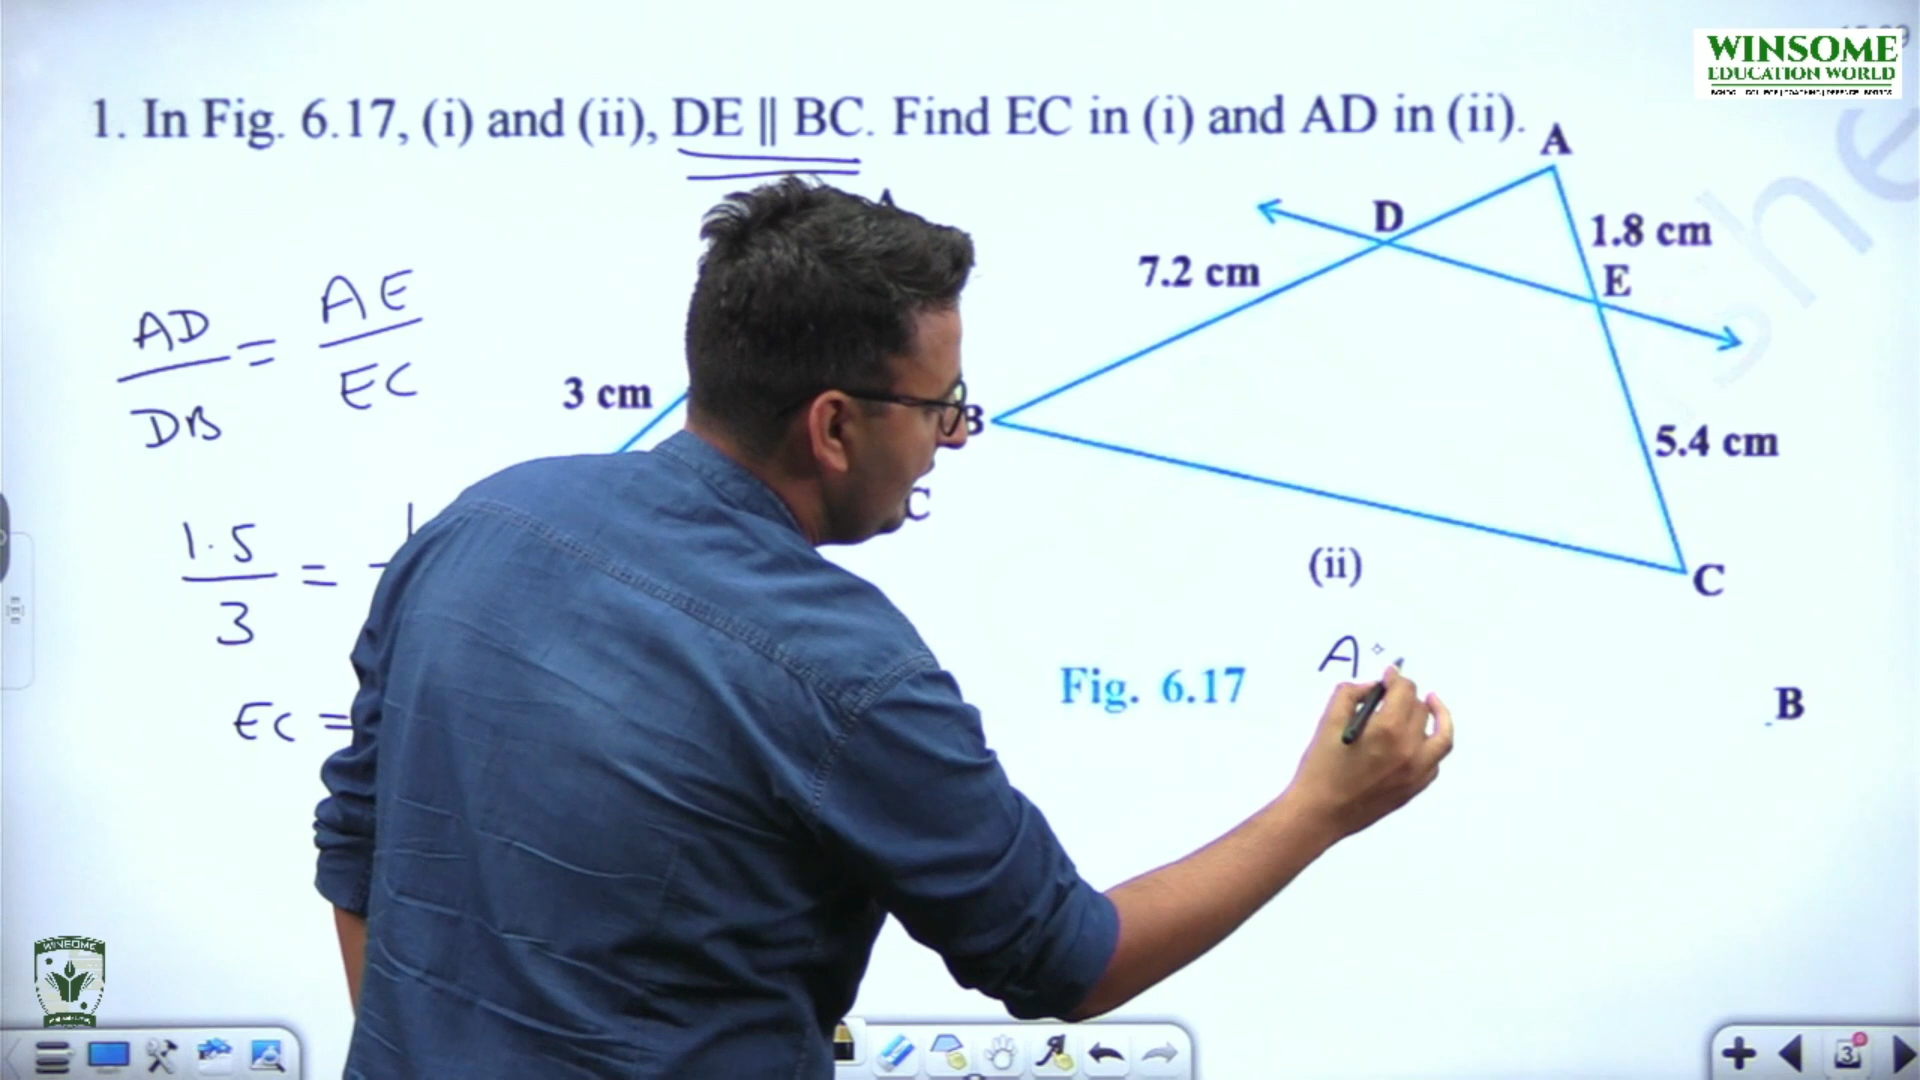 WINSOME
EDUCATION WORLD
1. In Fig. 6.17, (i) and (ii), DE || BC. Find EC in (i) and AD in (ii).
A
A
D
1.8 cm
7.2 cm
E
AD = AE
DB EC
3 cm
B
5.4 cm
C
1.5 =
3
(ii)
C
A
Fig. 6.17
B
EC =
WINSOME
3